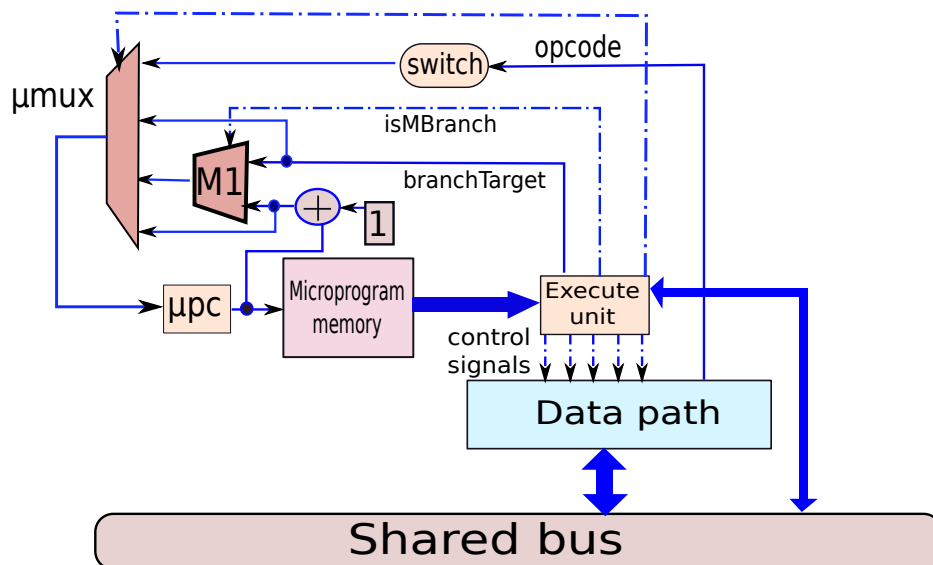 opcode
switch
μmux
isMBranch
M1
branchTarget
+
1
μpc
Microprogram
memory
Execute
unit
control
signals
Data path
Shared bus